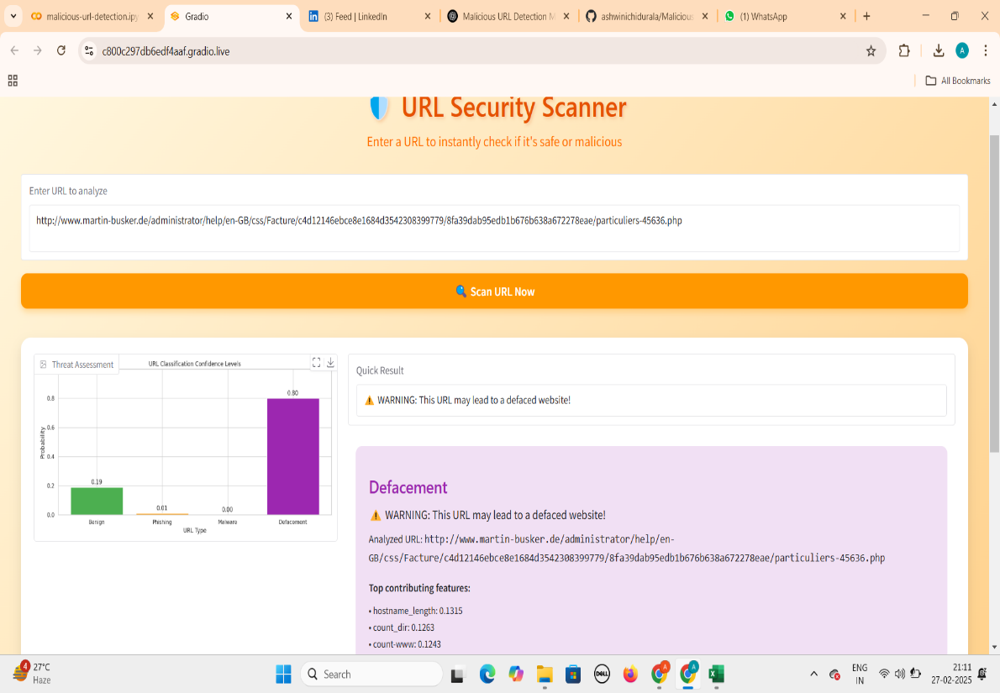 malicious-url-detection.ipy
Gradio
(3) Feed | LinkedIn
Malicious URL Detection M
ashwinichidurala/Malicious
(1) WhatsApp
c800c297db6edf4aaf.gradio.live
A
All Bookmarks
URL Security Scanner
Enter a URL to instantly check if it's safe or malicious
Enter URL to analyze
http://www.martin-busker.de/administrator/help/en-GB/css/Facture/c4d12146ebce8e1684d3542308399779/8fa39dab95edb1b676b638a672278eae/particuliers-45636.php
Scan URL Now
Threat Assessment
URL Classification Confidence Levels
0.80
0.8
0.6
0.4
0.2
0.0
Probability
0.19
0.01
0.00
Benign
Phishing
Malware
Defacement
URL Type
Quick Result
⚠ WARNING: This URL may lead to a defaced website!
Defacement
⚠ WARNING: This URL may lead to a defaced website!
Analyzed URL: http://www.martin-busker.de/administrator/help/en-
GB/css/Facture/c4d12146ebce8e1684d3542308399779/8fa39dab95edb1b676b638a672278eae/particuliers-45636.php
Top contributing features:
• hostname_length: 0.1315
• count_dir: 0.1263
• count-www: 0.1243
4
27°C
Haze
Search
DELL
A
A
ENG
IN
21:11
27-02-2025